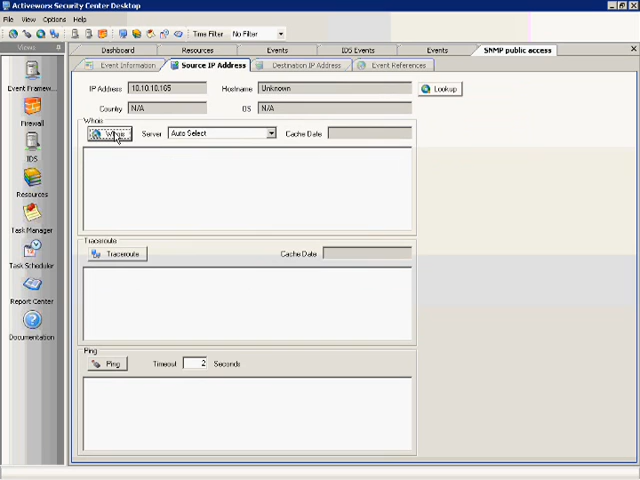 Activeworx Security Center Desktop
File View Options Help
Time Filter No Filter
Views
Dashboard Resources Events IDS Events Events SNMP public access
Event Information Source IP Address Destination IP Address Event References
Event Framew...
Firewall
IDS
Resources
Task Manager
Task Scheduler
Report Center
Documentation
IP Address 10.10.10.165 Hostname Unknown Lookup
Country N/A OS N/A
Whois
Whois Server Auto Select Cache Date
Traceroute
Traceroute Cache Date
Ping
Ping Timeout 2 Seconds